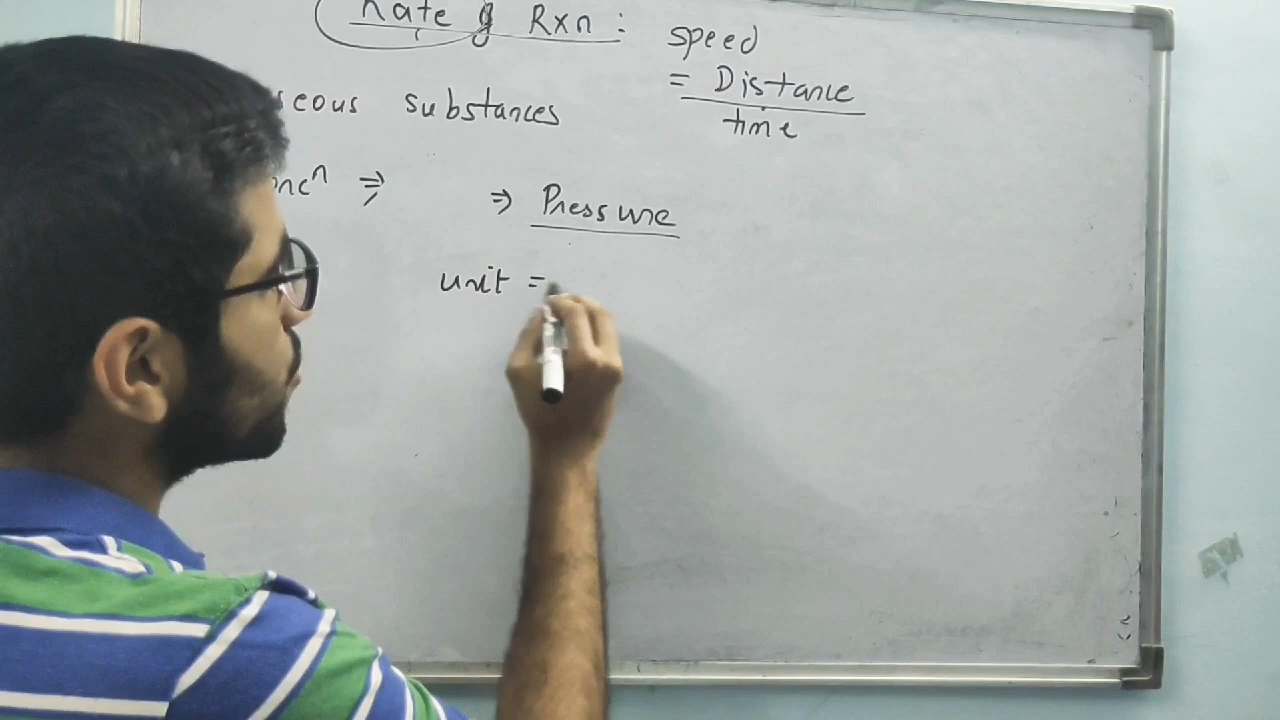 Rate of Rxn :
speed
= Distance
time
seous substances
ncⁿ ⇒ ⇒ Pressure
unit =